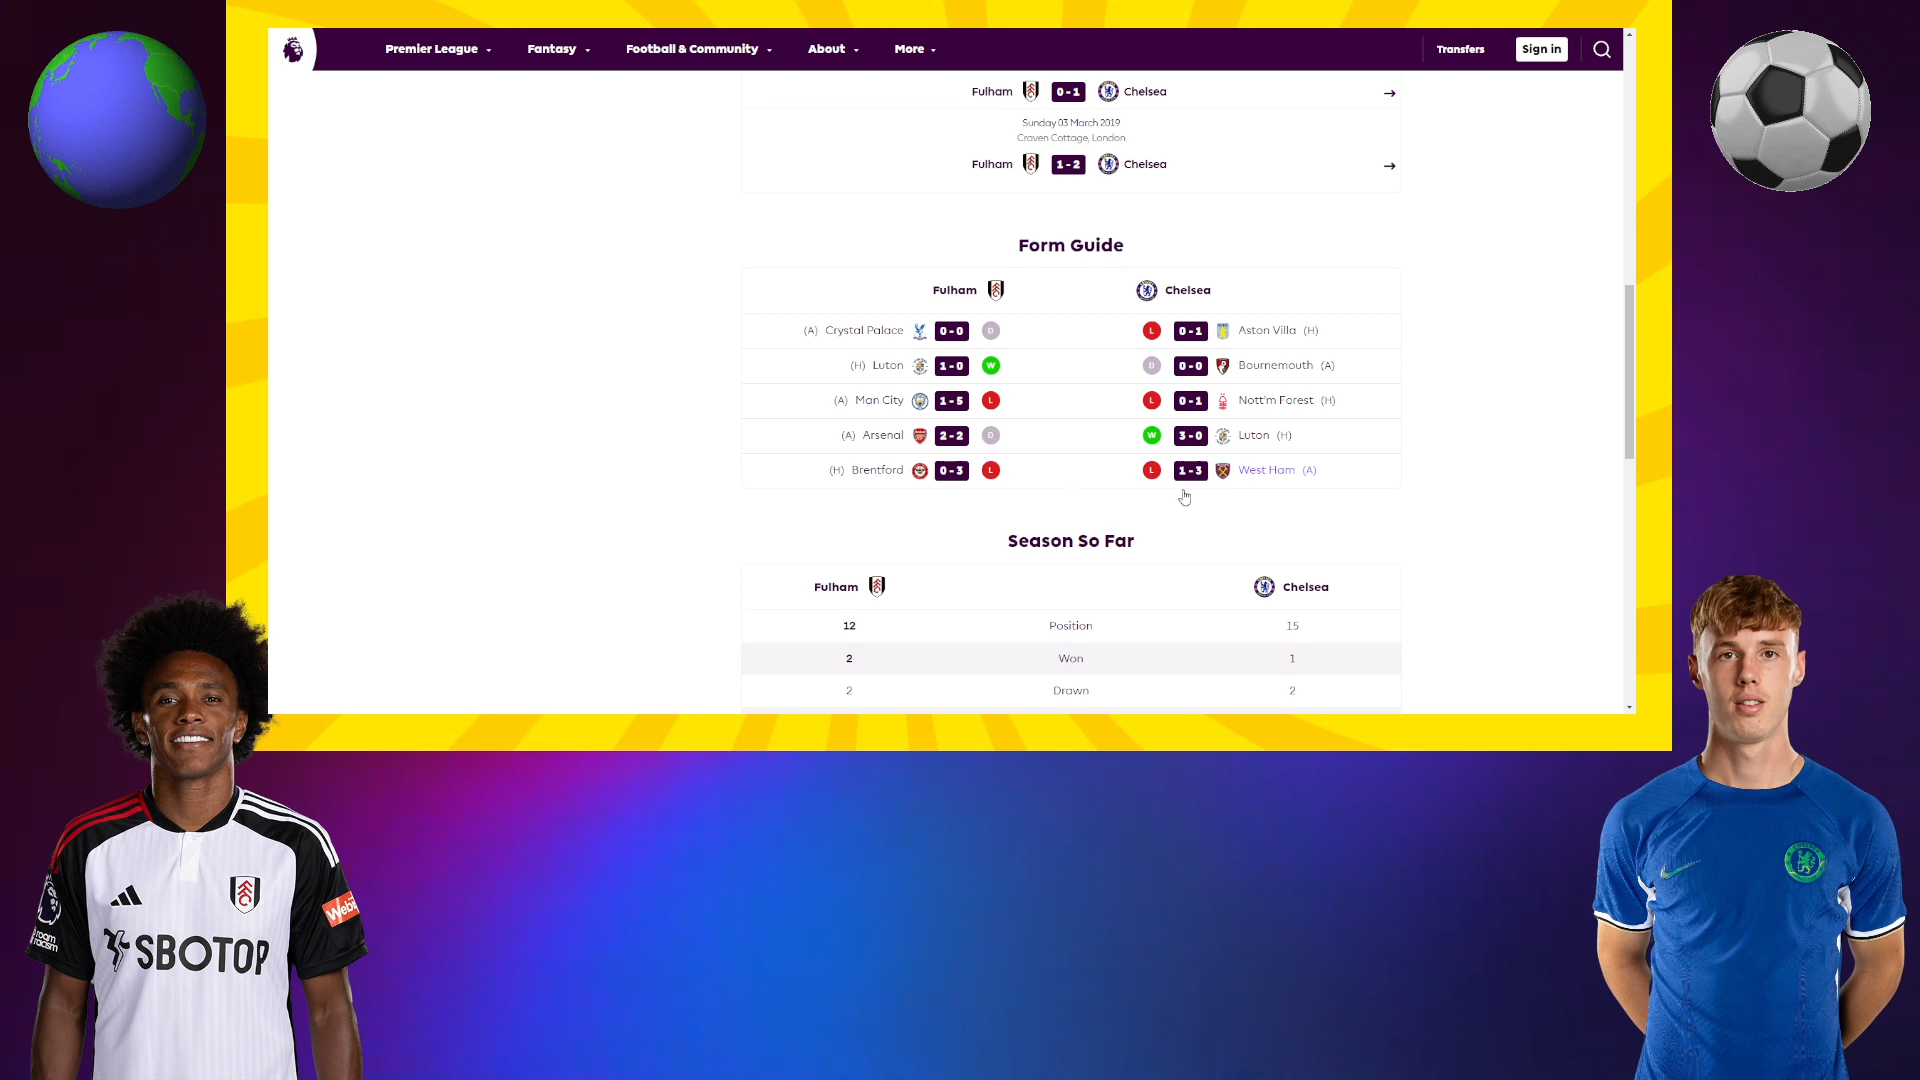 Premier League
Fantasy
Football & Community
About
More
Transfers
Sign in
Fulham 0 - 1 Chelsea
Sunday 03 March 2019
Craven Cottage, London
Fulham 1 - 2 Chelsea
Form Guide
Fulham Chelsea
(A) Crystal Palace 0 - 0 D L 0 - 1 Aston Villa (H)
(H) Luton 1 - 0 W D 0 - 0 Bournemouth (A)
(A) Man City 1 - 5 L L 0 - 1 Nott'm Forest (H)
(A) Arsenal 2 - 2 D W 3 - 0 Luton (H)
(H) Brentford 0 - 3 L L 1 - 3 West Ham (A)
Season So Far
Fulham Chelsea
12 Position 15
2 Won 1
2 Drawn 2
SBOTOP
room
racism